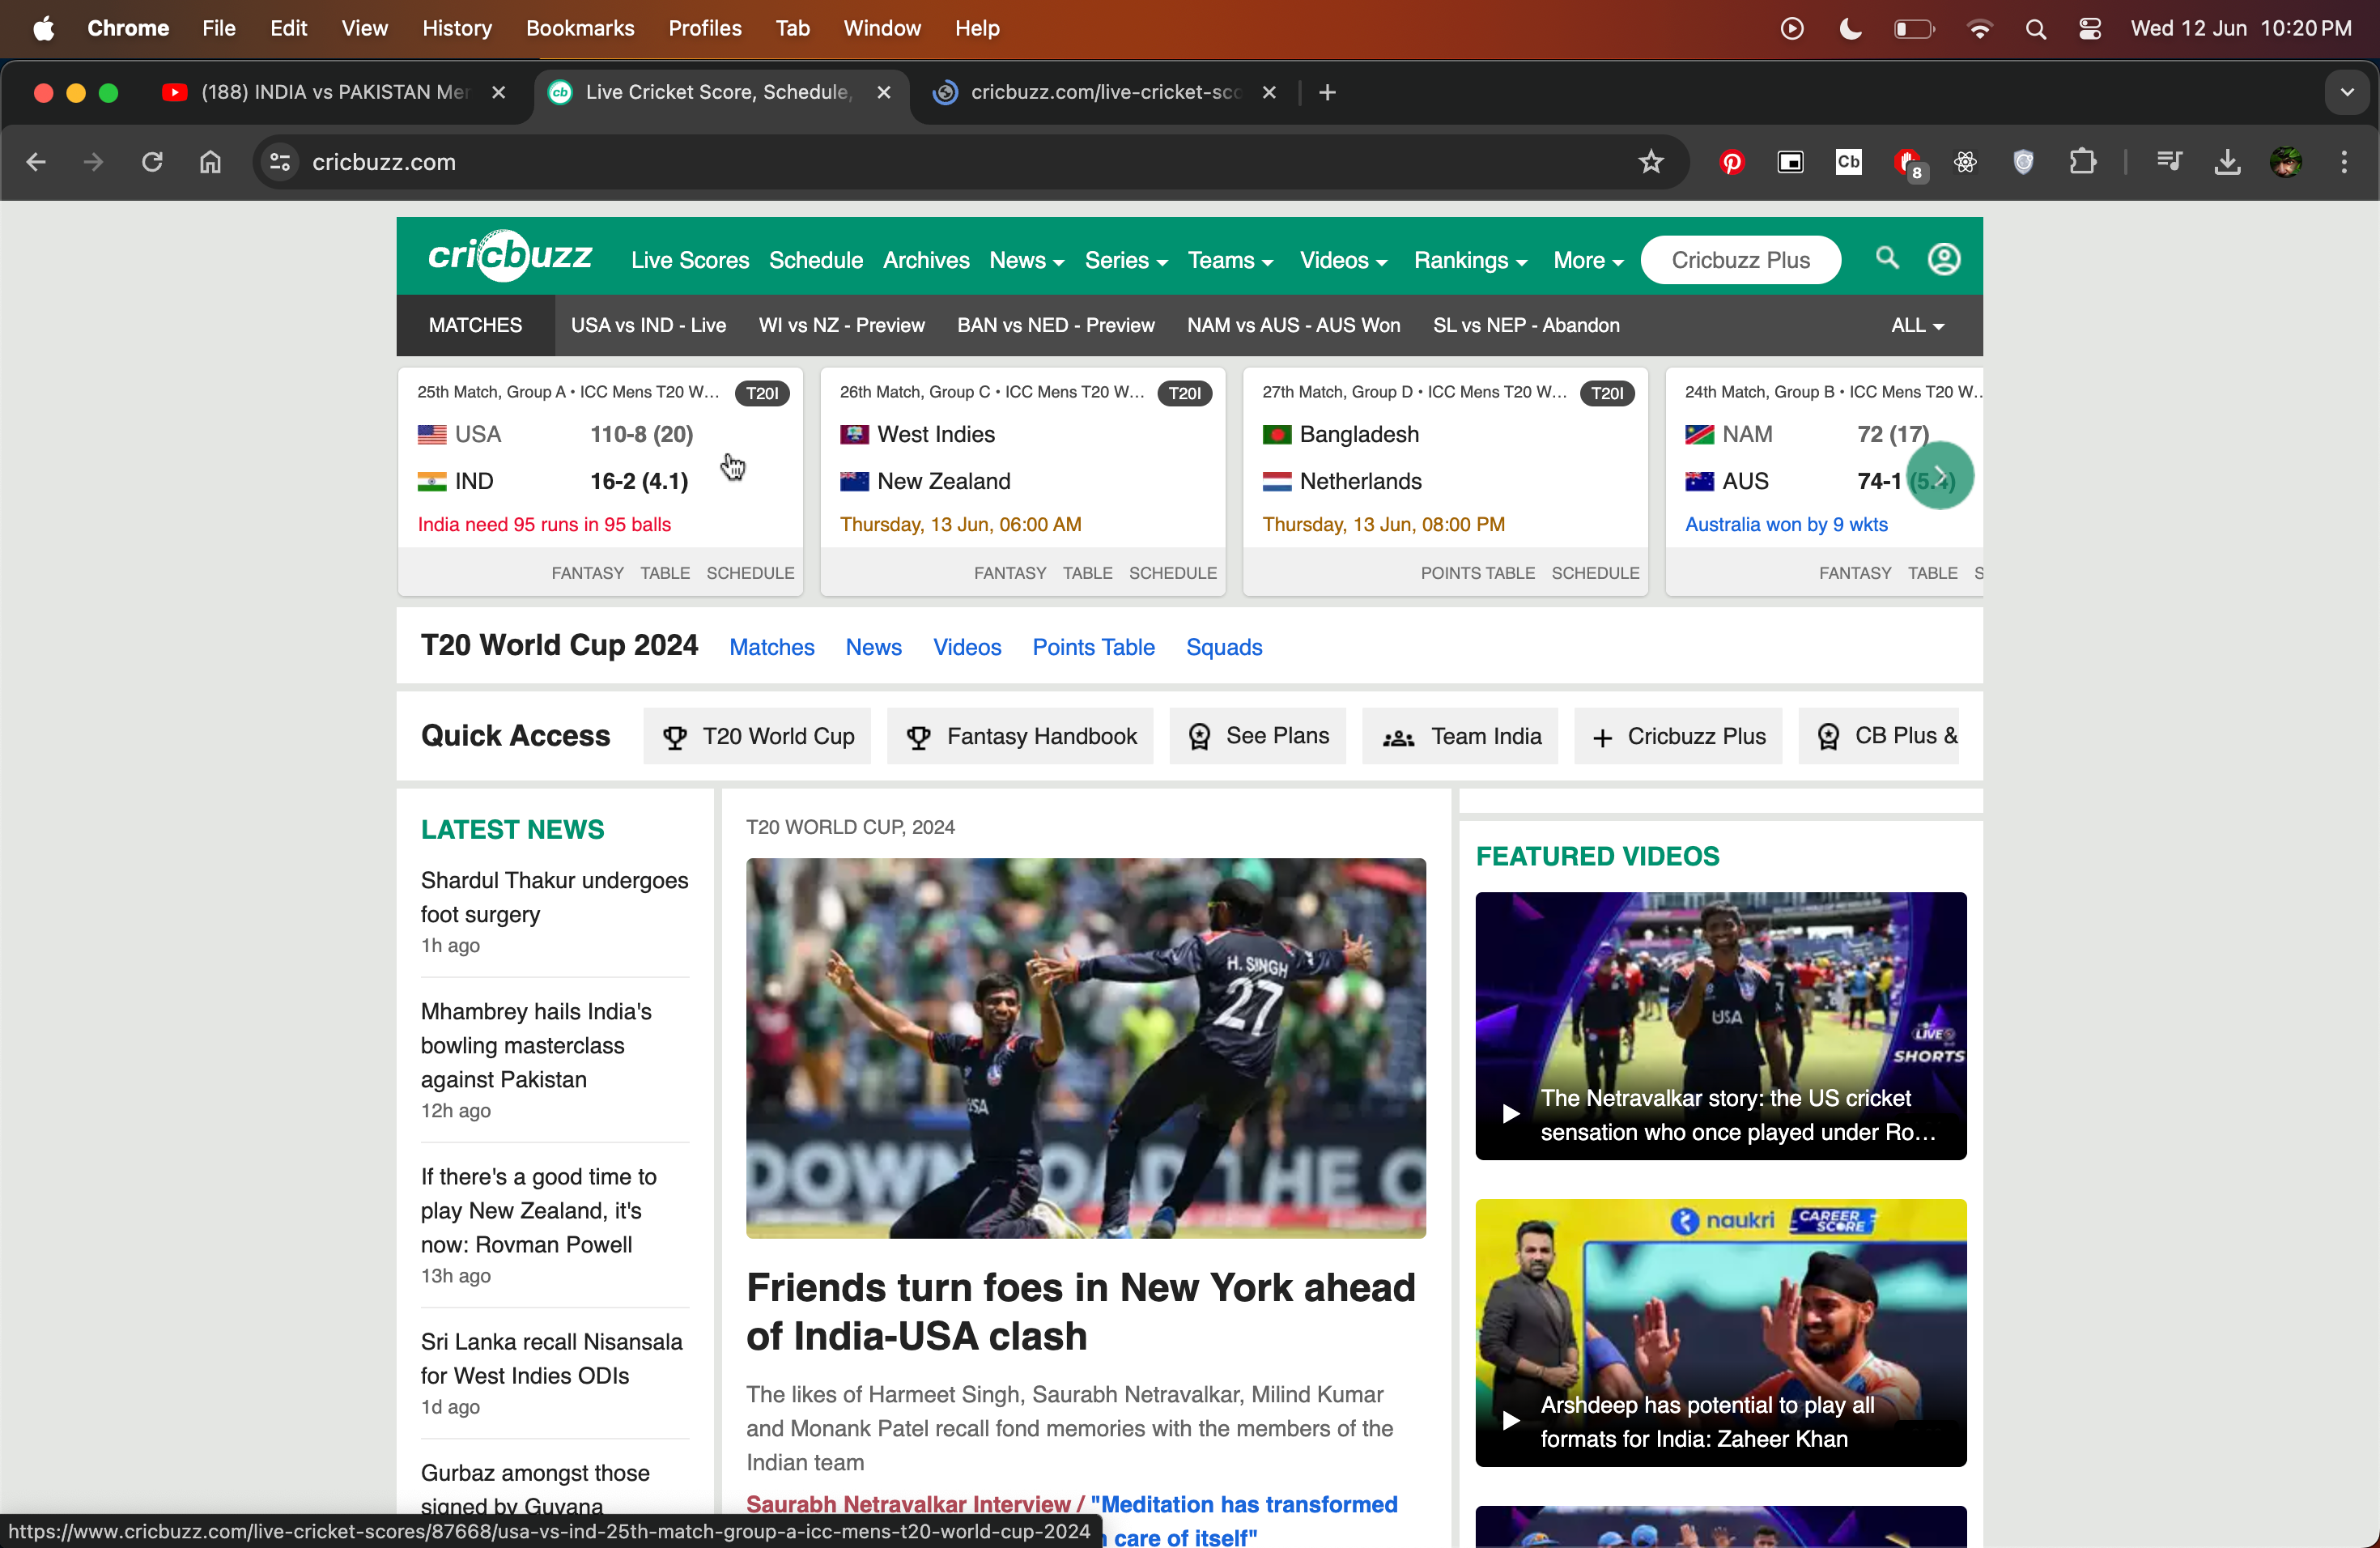 Chrome File Edit View History Bookmarks Profiles Tab Window Help Wed 12 Jun 10:20 PM
(188) INDIA vs PAKISTAN Mer
Live Cricket Score, Schedule,
cricbuzz.com/live-cricket-sco
cricbuzz.com
Cb
8
cricbuzz Live Scores Schedule Archives News Series Teams Videos Rankings More Cricbuzz Plus
MATCHES USA vs IND - Live WI vs NZ - Preview BAN vs NED - Preview NAM vs AUS - AUS Won SL vs NEP - Abandon ALL
25th Match, Group A • ICC Mens T20 W... T20I
USA 110-8 (20)
IND 16-2 (4.1)
India need 95 runs in 95 balls
FANTASY TABLE SCHEDULE
26th Match, Group C • ICC Mens T20 W... T20I
West Indies
New Zealand
Thursday, 13 Jun, 06:00 AM
FANTASY TABLE SCHEDULE
27th Match, Group D • ICC Mens T20 W... T20I
Bangladesh
Netherlands
Thursday, 13 Jun, 08:00 PM
POINTS TABLE SCHEDULE
24th Match, Group B • ICC Mens T20 W...
NAM 72 (17)
AUS 74-1 (5.4)
Australia won by 9 wkts
FANTASY TABLE S
T20 World Cup 2024 Matches News Videos Points Table Squads
Quick Access T20 World Cup Fantasy Handbook See Plans Team India Cricbuzz Plus CB Plus &
LATEST NEWS
Shardul Thakur undergoes
foot surgery
1h ago
Mhambrey hails India's
bowling masterclass
against Pakistan
12h ago
If there's a good time to
play New Zealand, it's
now: Rovman Powell
13h ago
Sri Lanka recall Nisansala
for West Indies ODIs
1d ago
Gurbaz amongst those
signed by Guyana
T20 WORLD CUP, 2024
H. SINGH
27
USA
Friends turn foes in New York ahead
of India-USA clash
The likes of Harmeet Singh, Saurabh Netravalkar, Milind Kumar
and Monank Patel recall fond memories with the members of the
Indian team
Saurabh Netravalkar Interview / "Meditation has transformed
care of itself"
FEATURED VIDEOS
USA
LIVE
SHORTS
The Netravalkar story: the US cricket
sensation who once played under Ro...
naukri CAREER
SCORE
Arshdeep has potential to play all
formats for India: Zaheer Khan
https://www.cricbuzz.com/live-cricket-scores/87668/usa-vs-ind-25th-match-group-a-icc-mens-t20-world-cup-2024